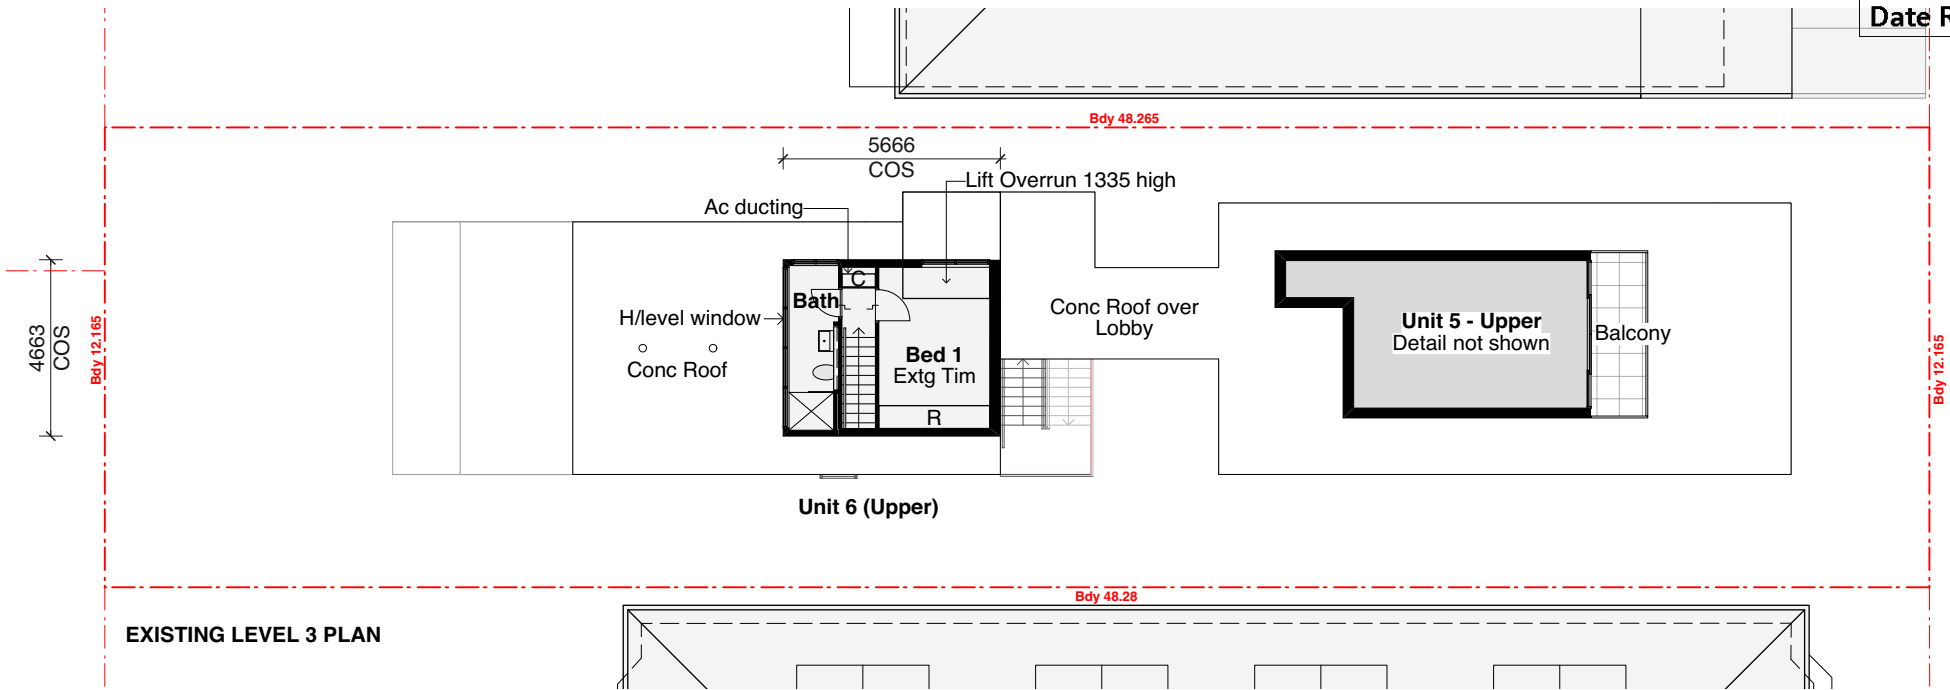 Date R
Bdy 48.265
5666
COS
Lift Overrun 1335 high
Ac ducting
C
Bath
H/level window
Conc Roof over
Lobby
Unit 5 - Upper
Detail not shown
Balcony
4663
COS
Bdy 12.165
Conc Roof
Bed 1
Extg Tim
R
Bdy 12.165
Unit 6 (Upper)
Bdy 48.28
EXISTING LEVEL 3 PLAN